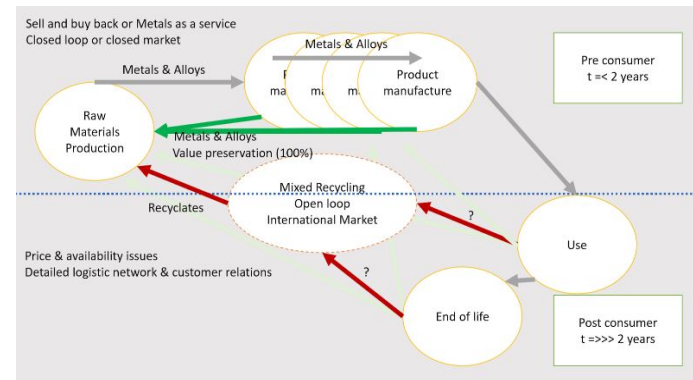 Sell and buy back or Metals as a service
Closed loop or closed market
Metals & Alloys
Metals & Alloys
Product
manufacture
Pre consumer
t =< 2 years
Raw
Materials
Production
Metals & Alloys
Value preservation (100%)
Mixed Recycling
Open loop
International Market
Recyclates
?
Use
Price & availability issues
Detailed logistic network & customer relations
?
End of life
Post consumer
t =>>> 2 years